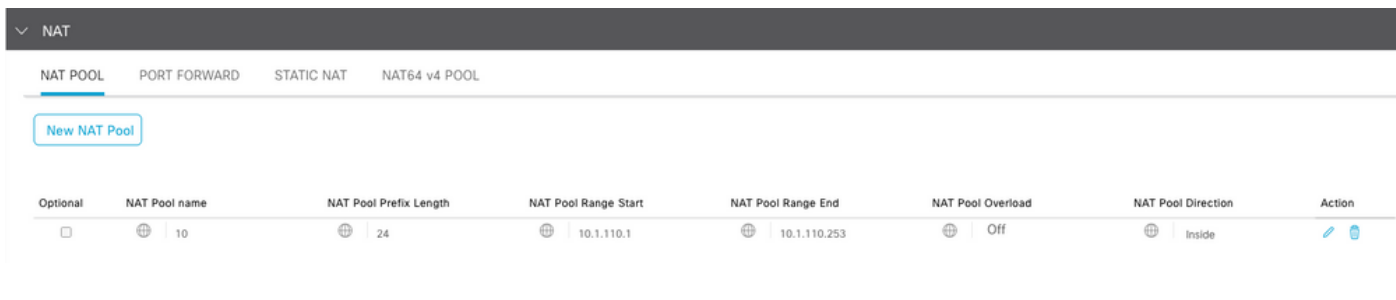 NAT
NAT POOL PORT FORWARD STATIC NAT NAT64 v4 POOL
New NAT Pool
Optional NAT Pool name NAT Pool Prefix Length NAT Pool Range Start NAT Pool Range End NAT Pool Overload NAT Pool Direction Action
10 24 10.1.110.1 10.1.110.253 Off Inside